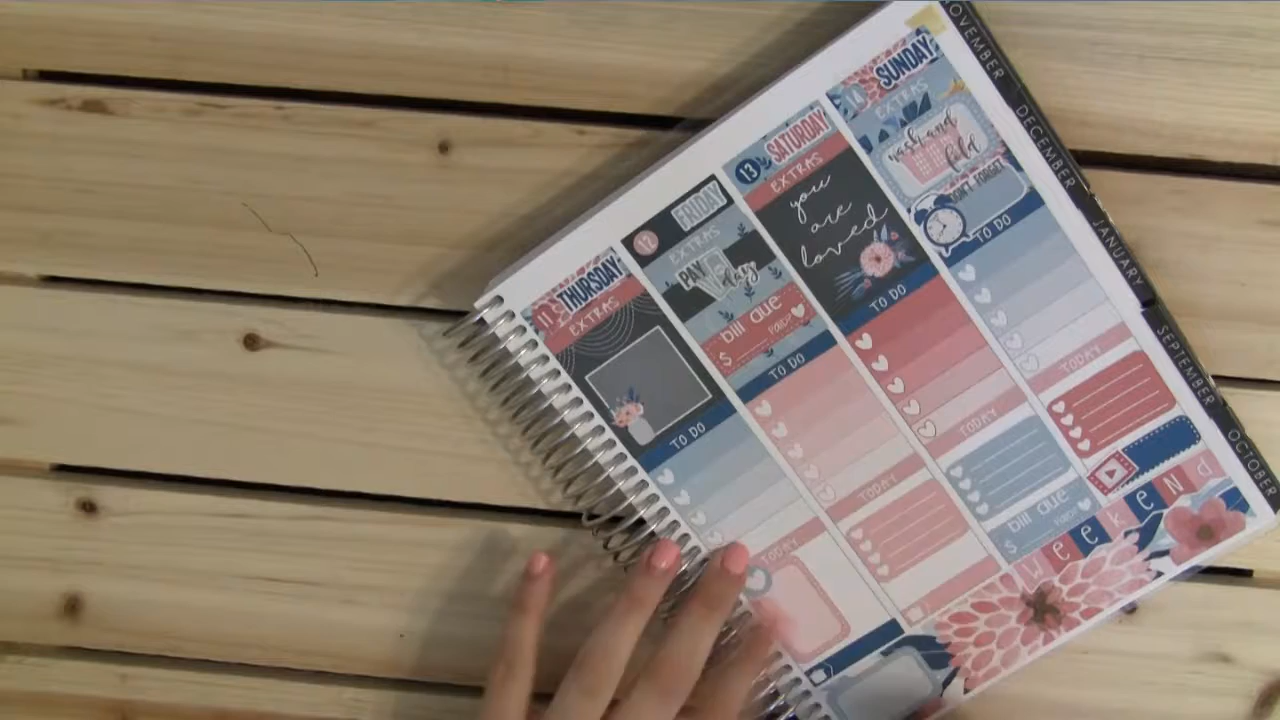 11 THURSDAY
EXTRAS
TO DO
TODAY
12 FRIDAY
EXTRAS
PAY day
bill due
$ PAID?
TO DO
TODAY
13 SATURDAY
EXTRAS
you
are
loved
TO DO
TODAY
bill due
$ PAID?
14 SUNDAY
EXTRAS
wash and
fold
DON'T FORGET
TO DO
TODAY
weekend
NOVEMBER
DECEMBER
JANUARY
SEPTEMBER
OCTOBER